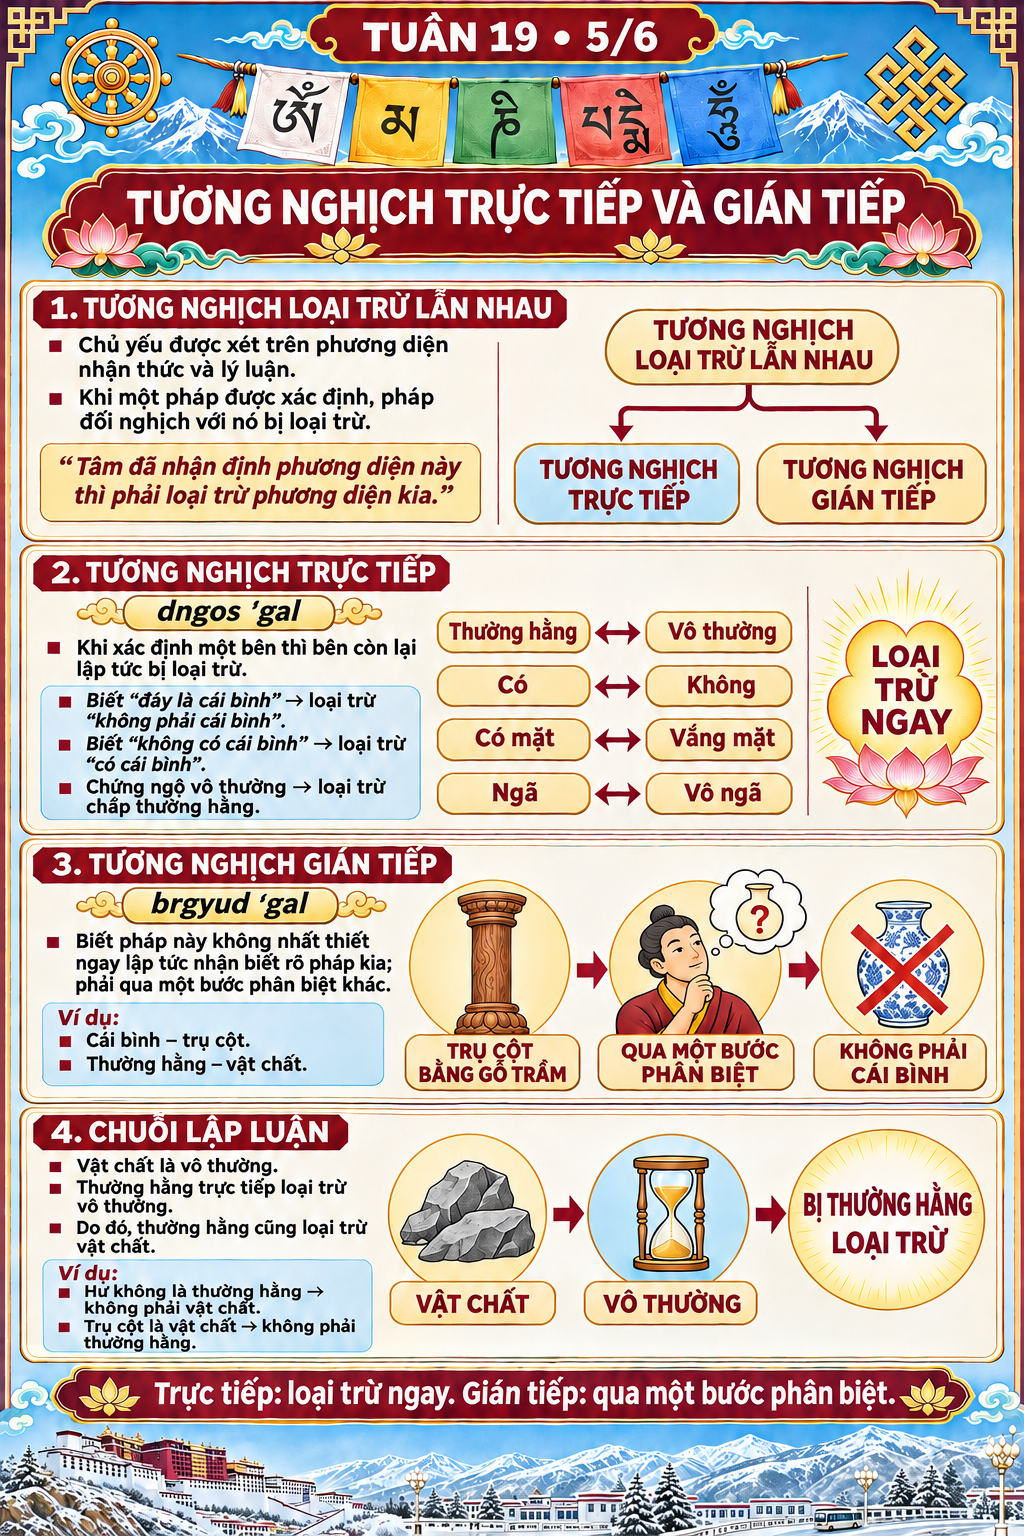 TUẦN 19 • 5/6
TƯƠNG NGHỊCH TRỰC TIẾP VÀ GIÁN TIẾP
1. TƯƠNG NGHỊCH LOẠI TRỪ LẪN NHAU
Chủ yếu được xét trên phương diện
nhận thức và lý luận.
Khi một pháp được xác định, pháp
đối nghịch với nó bị loại trừ.
“Tâm đã nhận định phương diện này
thì phải loại trừ phương diện kia.”
TƯƠNG NGHỊCH
LOẠI TRỪ LẪN NHAU
TƯƠNG NGHỊCH
TRỰC TIẾP
TƯƠNG NGHỊCH
GIÁN TIẾP
2. TƯƠNG NGHỊCH TRỰC TIẾP
dngos ’gal
Khi xác định một bên thì bên còn lại
lập tức bị loại trừ.
Biết “đáy là cái bình” → loại trừ
“không phải cái bình”.
Biết “không có cái bình” → loại trừ
“có cái bình”.
Chứng ngộ vô thường → loại trừ
chấp thường hằng.
Thường hằng ↔ Vô thường
Có ↔ Không
Có mặt ↔ Vắng mặt
Ngã ↔ Vô ngã
LOẠI
TRỪ
NGAY
3. TƯƠNG NGHỊCH GIÁN TIẾP
brgyud ‘gal
Biết pháp này không nhất thiết
ngay lập tức nhận biết rõ pháp kia;
phải qua một bước phân biệt khác.
Ví dụ:
Cái bình – trụ cột.
Thường hằng – vật chất.
?
TRỤ CỘT
BẰNG GỖ TRẦM
QUA MỘT BƯỚC
PHÂN BIỆT
KHÔNG PHẢI
CÁI BÌNH
4. CHUỖI LẬP LUẬN
Vật chất là vô thường.
Thường hằng trực tiếp loại trừ
vô thường.
Do đó, thường hằng cũng loại trừ
vật chất.
Ví dụ:
Hư không là thường hằng →
không phải vật chất.
Trụ cột là vật chất → không phải
thường hằng.
VẬT CHẤT
VÔ THƯỜNG
BỊ THƯỜNG HẰNG
LOẠI TRỪ
Trực tiếp: loại trừ ngay. Gián tiếp: qua một bước phân biệt.